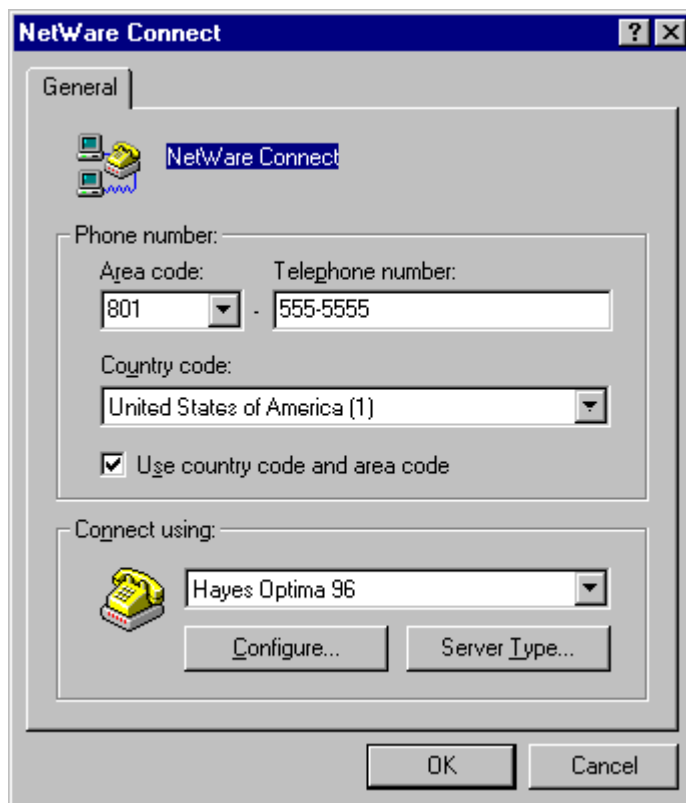 NetWare Connect
General
NetWare Connect
Phone number:
Area code: Telephone number:
801 - 555-5555
Country code:
United States of America (1)
Use country code and area code
Connect using:
Hayes Optima 96
Configure... Server Type...
OK Cancel